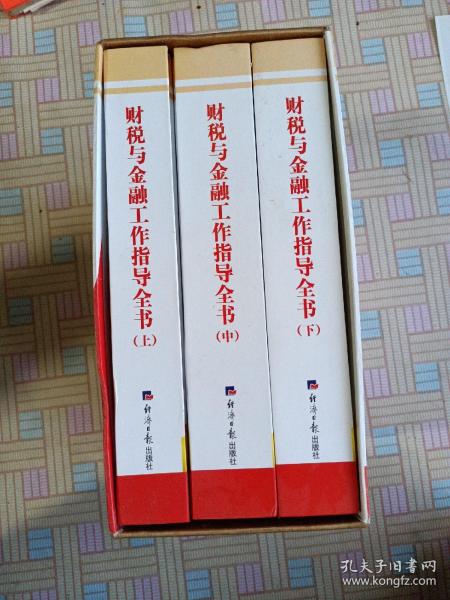 财税与金融工作指导全书(上)
经济日报出版社
财税与金融工作指导全书(中)
经济日报出版社
财税与金融工作指导全书(下)
经济日报出版社
孔夫子旧书网
www.kongfz.com